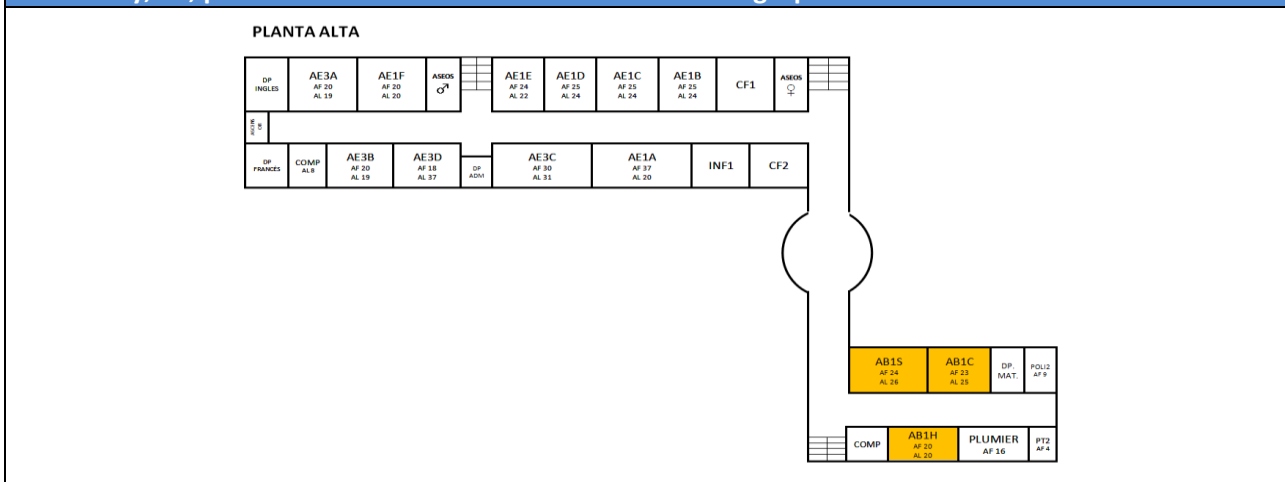 PLANTA ALTA
DP
INGLES
AE3A
AF 20
AL 19
AE1F
AF 20
AL 20
ASEOS
♂
AE1E
AF 24
AL 22
AE1D
AF 25
AL 24
AE1C
AF 25
AL 24
AE1B
AF 25
AL 24
CF1
ASEOS
♀
DP
FRANCÉS
COMP
AL 8
AE3B
AF 20
AL 19
AE3D
AF 18
AL 37
DP
ADM
AE3C
AF 30
AL 31
AE1A
AF 37
AL 20
INF1
CF2
AB1S
AF 24
AL 26
AB1C
AF 23
AL 25
DP.
MAT.
POLI2
AF 9
COMP
AB1H
AF 20
AL 20
PLUMIER
AF 16
PT2
AF 4